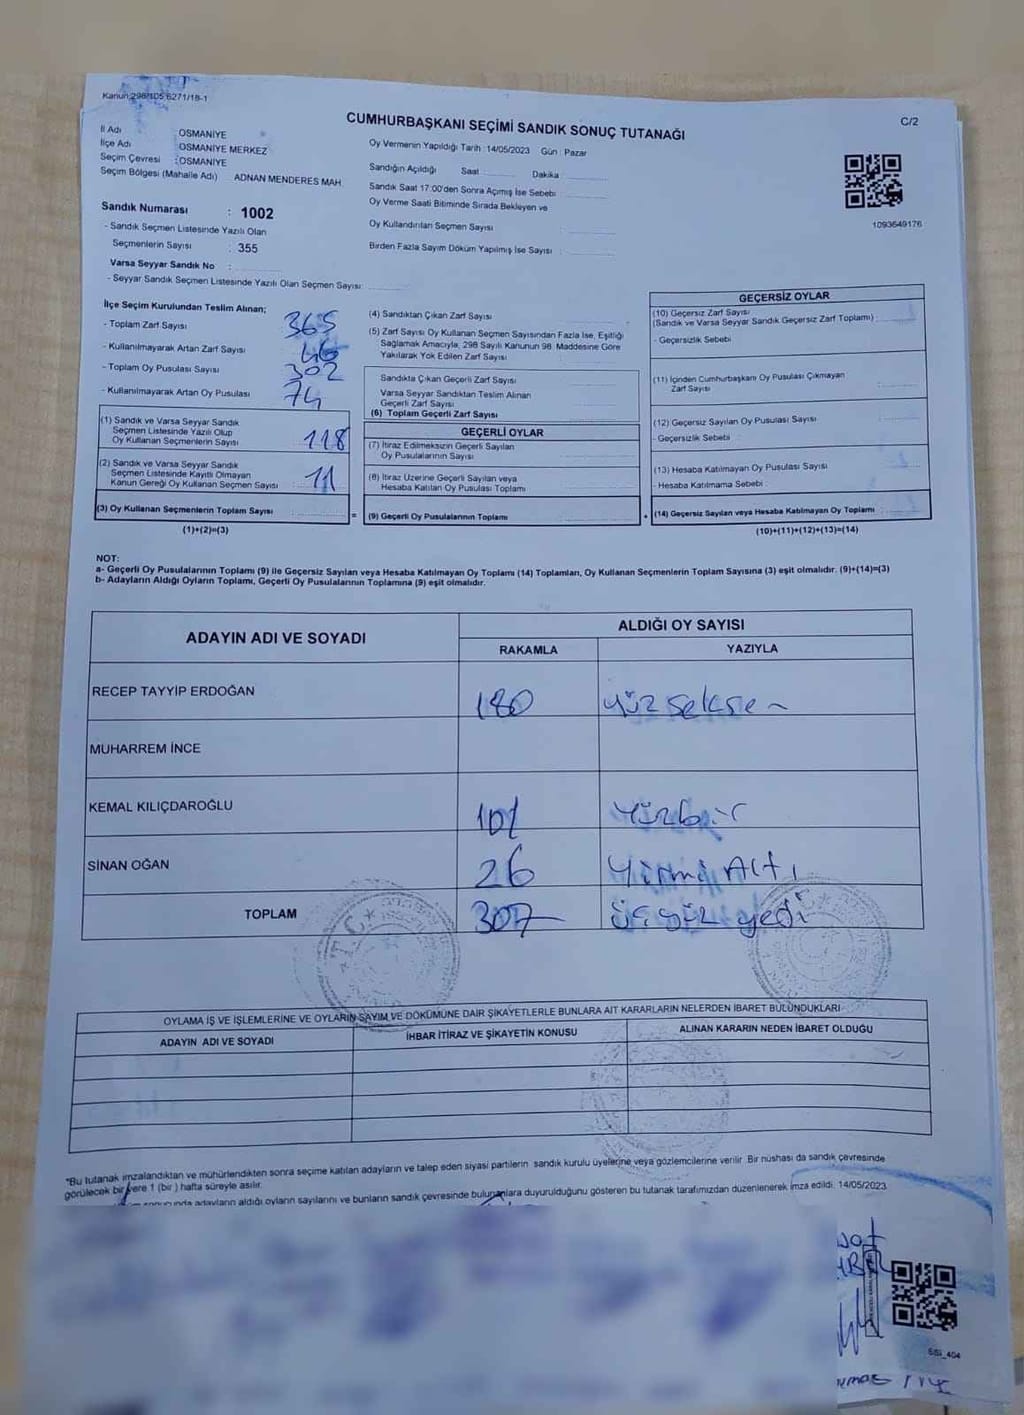 Kanun:298/105,6271/18-1
CUMHURBAŞKANI SEÇİMİ SANDIK SONUÇ TUTANAĞI
C/2
İl Adı : OSMANİYE
İlçe Adı : OSMANİYE MERKEZ
Seçim Çevresi : OSMANİYE
Seçim Bölgesi (Mahalle Adı) ADNAN MENDERES MAH.
Sandık Numarası : 1002
- Sandık Seçmen Listesinde Yazılı Olan
Seçmenlerin Sayısı : 355
Varsa Seyyar Sandık No :
- Seyyar Sandık Seçmen Listesinde Yazılı Olan Seçmen Sayısı:
Oy Vermenin Yapıldığı Tarih :14/05/2023 Gün : Pazar
Sandığın Açıldığı Saat : Dakika :
Sandık Saat 17:00'den Sonra Açımış İse Sebebi :
Oy Verme Saati Bitiminde Sırada Bekleyen ve
Oy Kullandırılan Seçmen Sayısı :
Birden Fazla Sayım Döküm Yapılmış İse Sayısı :
1093649176
İlçe Seçim Kurulundan Teslim Alınan;
- Toplam Zarf Sayısı 365
- Kullanılmayarak Artan Zarf Sayısı 46
- Toplam Oy Pusulası Sayısı 302
- Kullanılmayarak Artan Oy Pusulası 74
(1) Sandık ve Varsa Seyyar Sandık
Seçmen Listesinde Yazılı Olup
Oy Kullanan Seçmenlerin Sayısı : 118
(2) Sandık ve Varsa Seyyar Sandık
Seçmen Listesinde Kayıtlı Olmayan
Kanun Gereği Oy Kullanan Seçmen Sayısı : 11
(3) Oy Kullanan Seçmenlerin Toplam Sayısı :
(1)+(2)=(3)
(4) Sandıktan Çıkan Zarf Sayısı
(5) Zarf Sayısı Oy Kullanan Seçmen Sayısından Fazla İse, Eşitliği
Sağlamak Amacıyla, 298 Sayılı Kanunun 98. Maddesine Göre
Yakılarak Yok Edilen Zarf Sayısı
Sandıkta Çıkan Geçerli Zarf Sayısı
Varsa Seyyar Sandıktan Teslim Alınan
Geçerli Zarf Sayısı
(6) Toplam Geçerli Zarf Sayısı
GEÇERLİ OYLAR
(7) İtiraz Edilmeksizin Geçerli Sayılan
Oy Pusulalarının Sayısı
(8) İtiraz Üzerine Geçerli Sayılan veya
Hesaba Katılan Oy Pusulası Toplamı
= (9) Geçerli Oy Pusulalarının Toplamı
GEÇERSİZ OYLAR
(10) Geçersiz Zarf Sayısı
(Sandık ve Varsa Seyyar Sandık Geçersiz Zarf Toplamı) :
- Geçersizlik Sebebi
(11) İçinden Cumhurbaşkanı Oy Pusulası Çıkmayan
Zarf Sayısı
(12) Geçersiz Sayılan Oy Pusulası Sayısı
- Geçersizlik Sebebi
(13) Hesaba Katılmayan Oy Pusulası Sayısı
- Hesaba Katılmama Sebebi :
+ (14) Geçersiz Sayılan veya Hesaba Katılmayan Oy Toplamı :
(10)+(11)+(12)+(13)=(14)
NOT:
a- Geçerli Oy Pusulalarının Toplamı (9) ile Geçersiz Sayılan veya Hesaba Katılmayan Oy Toplamı (14) Toplamları, Oy Kullanan Seçmenlerin Toplam Sayısına (3) eşit olmalıdır. (9)+(14)=(3)
b- Adayların Aldığı Oyların Toplamı, Geçerli Oy Pusulalarının Toplamına (9) eşit olmalıdır.
ADAYIN ADI VE SOYADI ALDIĞI OY SAYISI
RAKAMLA YAZIYLA
RECEP TAYYİP ERDOĞAN 180 Yüz seksen
MUHARREM İNCE
KEMAL KILIÇDAROĞLU 101 Yüzbir
SİNAN OĞAN 26 Yirmi Altı
TOPLAM 307 üçyüz yedi
OYLAMA İŞ VE İŞLEMLERİNE VE OYLARIN SAYIM VE DÖKÜMÜNE DAİR ŞİKAYETLERLE BUNLARA AİT KARARLARIN NELERDEN İBARET BULUNDUKLARI
ADAYIN ADI VE SOYADI İHBAR İTİRAZ VE ŞİKAYETİN KONUSU ALINAN KARARIN NEDEN İBARET OLDUĞU
"Bu tutanak imzalandıktan ve mühürlendikten sonra seçime katılan adayların ve talep eden siyasi partilerin sandık kurulu üyelerine veya gözlemcilerine verilir. Bir nüshası da sandık çevresinde
görülecek bir yere 1 (bir ) hafta süreyle asılır.
adayların aldığı oyların sayılarını ve bunların sandık çevresinde bulunanlara duyurulduğunu gösteren bu tutanak tarafımızdan düzenlenerek imza edildi. 14/05/2023
SSI_404